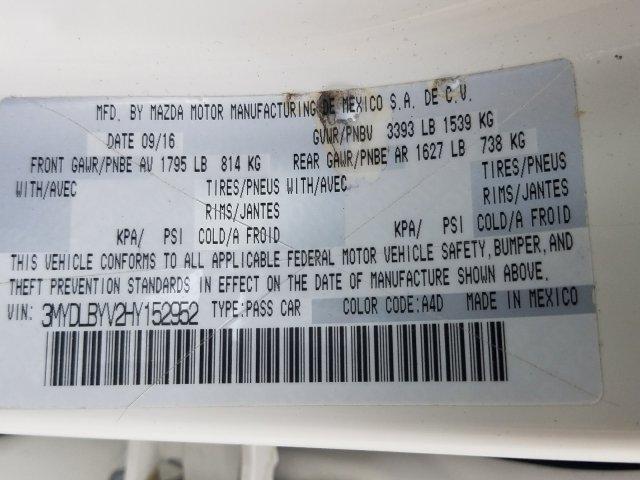 MFD. BY MAZDA MOTOR MANUFACTURING DE MEXICO S.A. DE C.V.
DATE 09/16 GVWR/PNBV 3393 LB 1539 KG
FRONT GAWR/PNBE AV 1795 LB 814 KG REAR GAWR/PNBE AR 1627 LB 738 KG
WITH/AVEC TIRES/PNEUS WITH/AVEC TIRES/PNEUS
RIMS/JANTES RIMS/JANTES
KPA/ PSI COLD/A FROID KPA/ PSI COLD/A FROID
THIS VEHICLE CONFORMS TO ALL APPLICABLE FEDERAL MOTOR VEHICLE SAFETY, BUMPER, AND
THEFT PREVENTION STANDARDS IN EFFECT ON THE DATE OF MANUFACTURE SHOWN ABOVE.
VIN: 3MYDLBYV2HY152952 TYPE:PASS CAR COLOR CODE:A4D MADE IN MEXICO